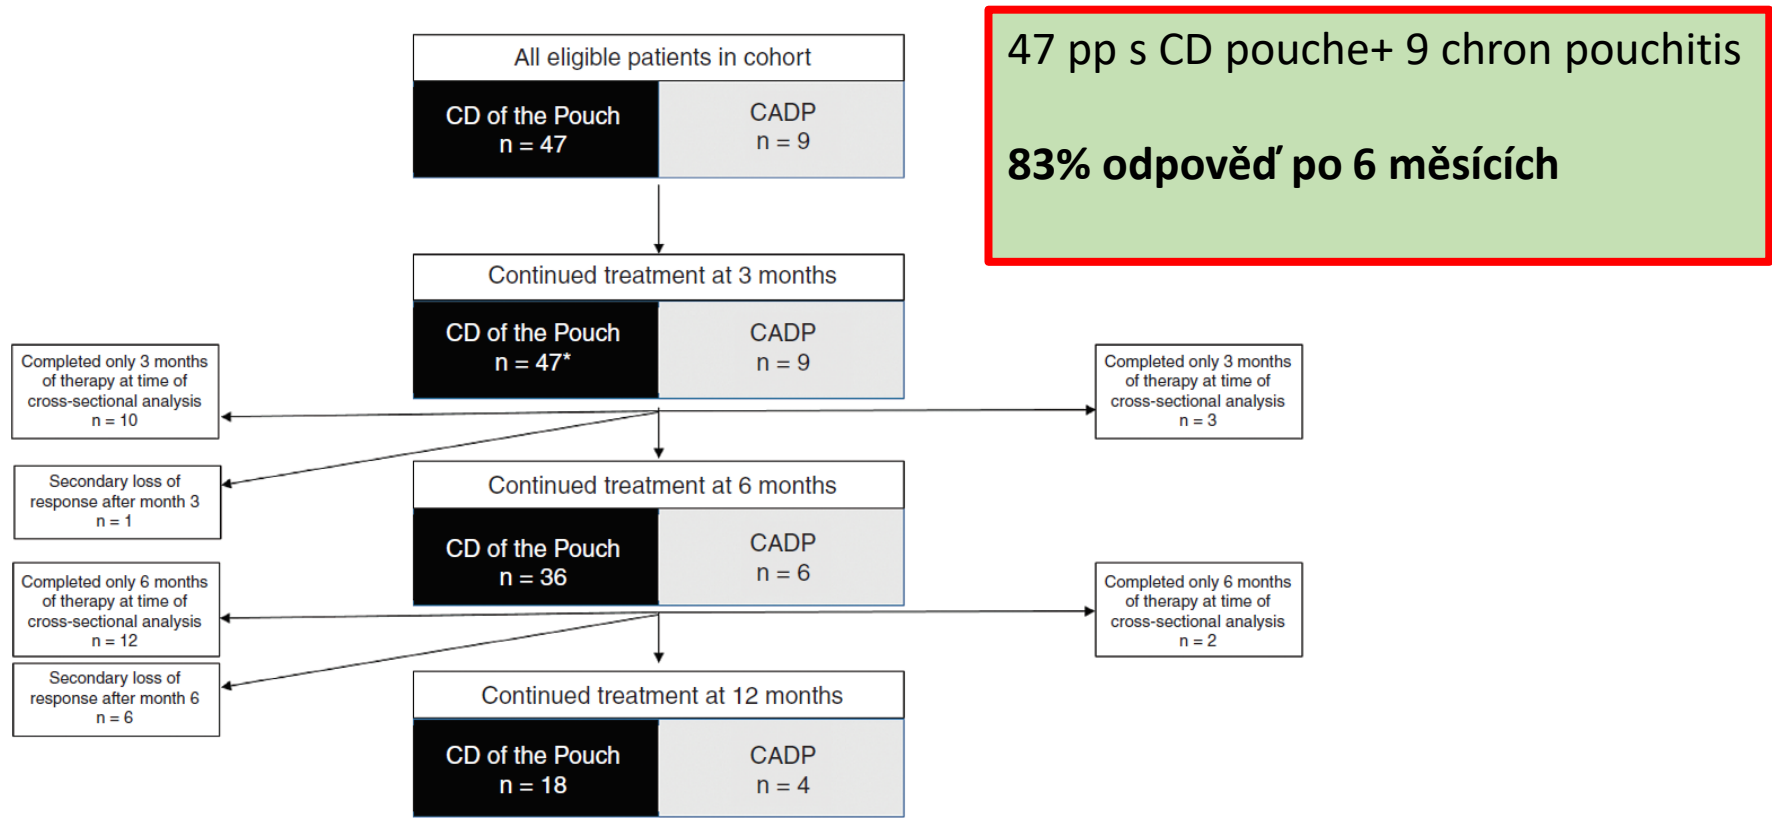 All eligible patients in cohort
CD of the Pouch
n = 47
CADP
n = 9
47 pp s CD pouche+ 9 chron pouchitis
83% odpověď po 6 měsících
Continued treatment at 3 months
CD of the Pouch
n = 47*
CADP
n = 9
Completed only 3 months
of therapy at time of
cross-sectional analysis
n = 10
Completed only 3 months
of therapy at time of
cross-sectional analysis
n = 3
Secondary loss of
response after month 3
n = 1
Continued treatment at 6 months
CD of the Pouch
n = 36
CADP
n = 6
Completed only 6 months
of therapy at time of
cross-sectional analysis
n = 12
Completed only 6 months
of therapy at time of
cross-sectional analysis
n = 2
Secondary loss of
response after month 6
n = 6
Continued treatment at 12 months
CD of the Pouch
n = 18
CADP
n = 4